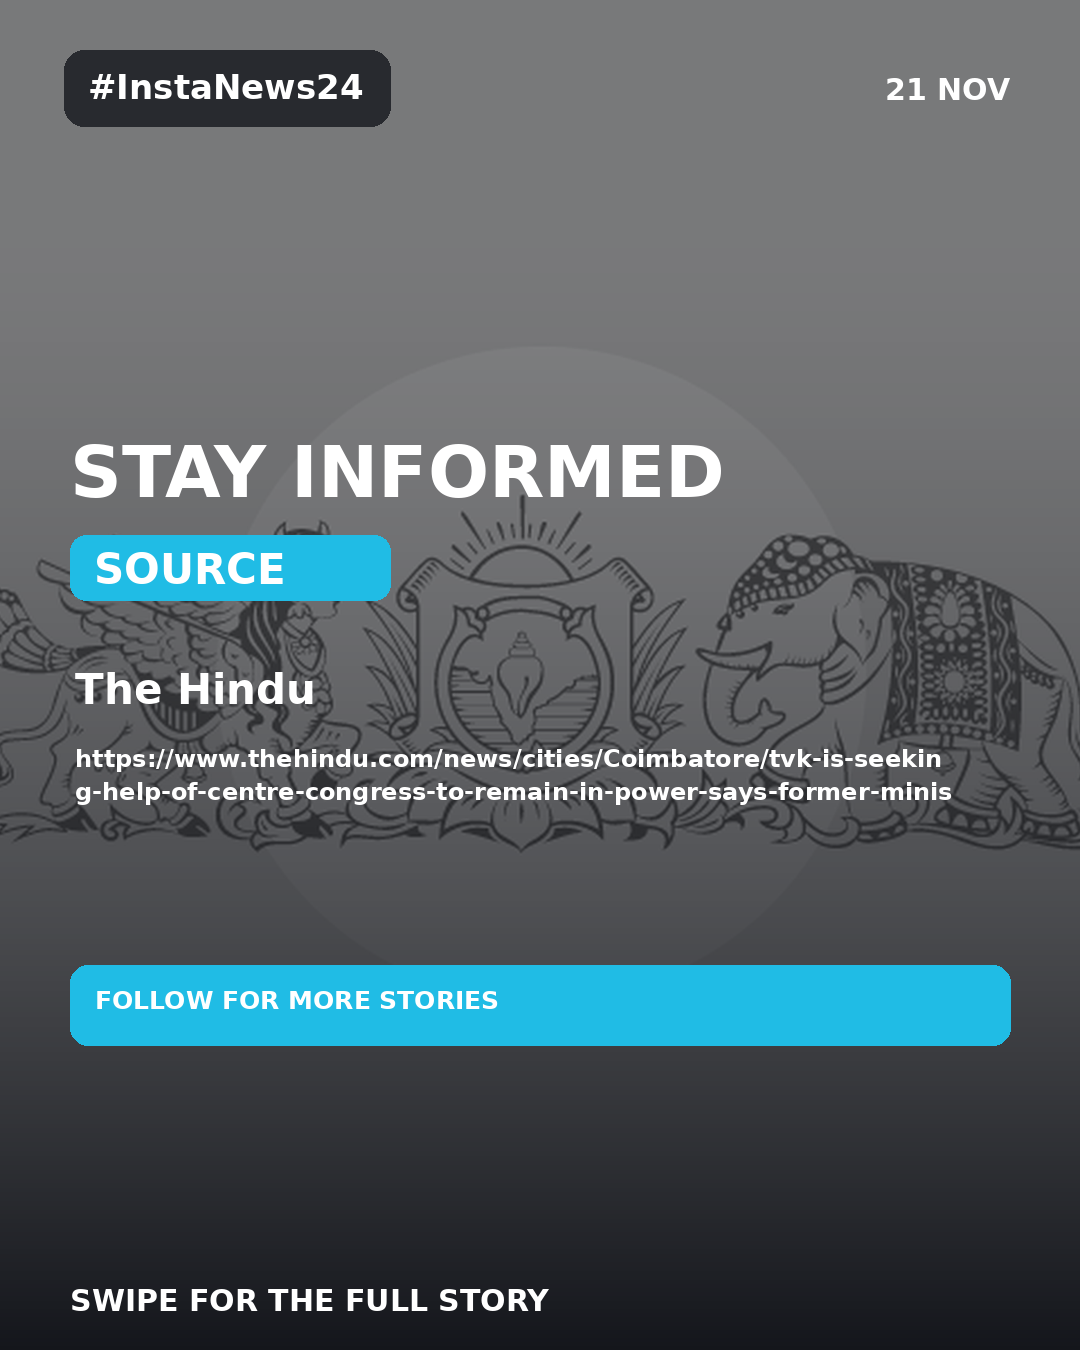 #InstaNews24
21 NOV
STAY INFORMED
SOURCE
The Hindu
https://www.thehindu.com/news/cities/Coimbatore/tvk-is-seekin
g-help-of-centre-congress-to-remain-in-power-says-former-minis
FOLLOW FOR MORE STORIES
SWIPE FOR THE FULL STORY